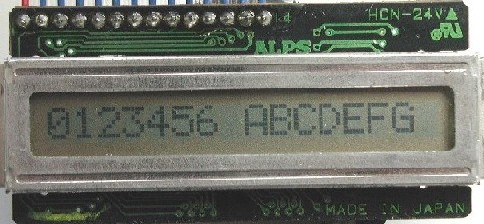 HCN-24V
ALPS
0123456 ABCDEFG
MADE IN JAPAN